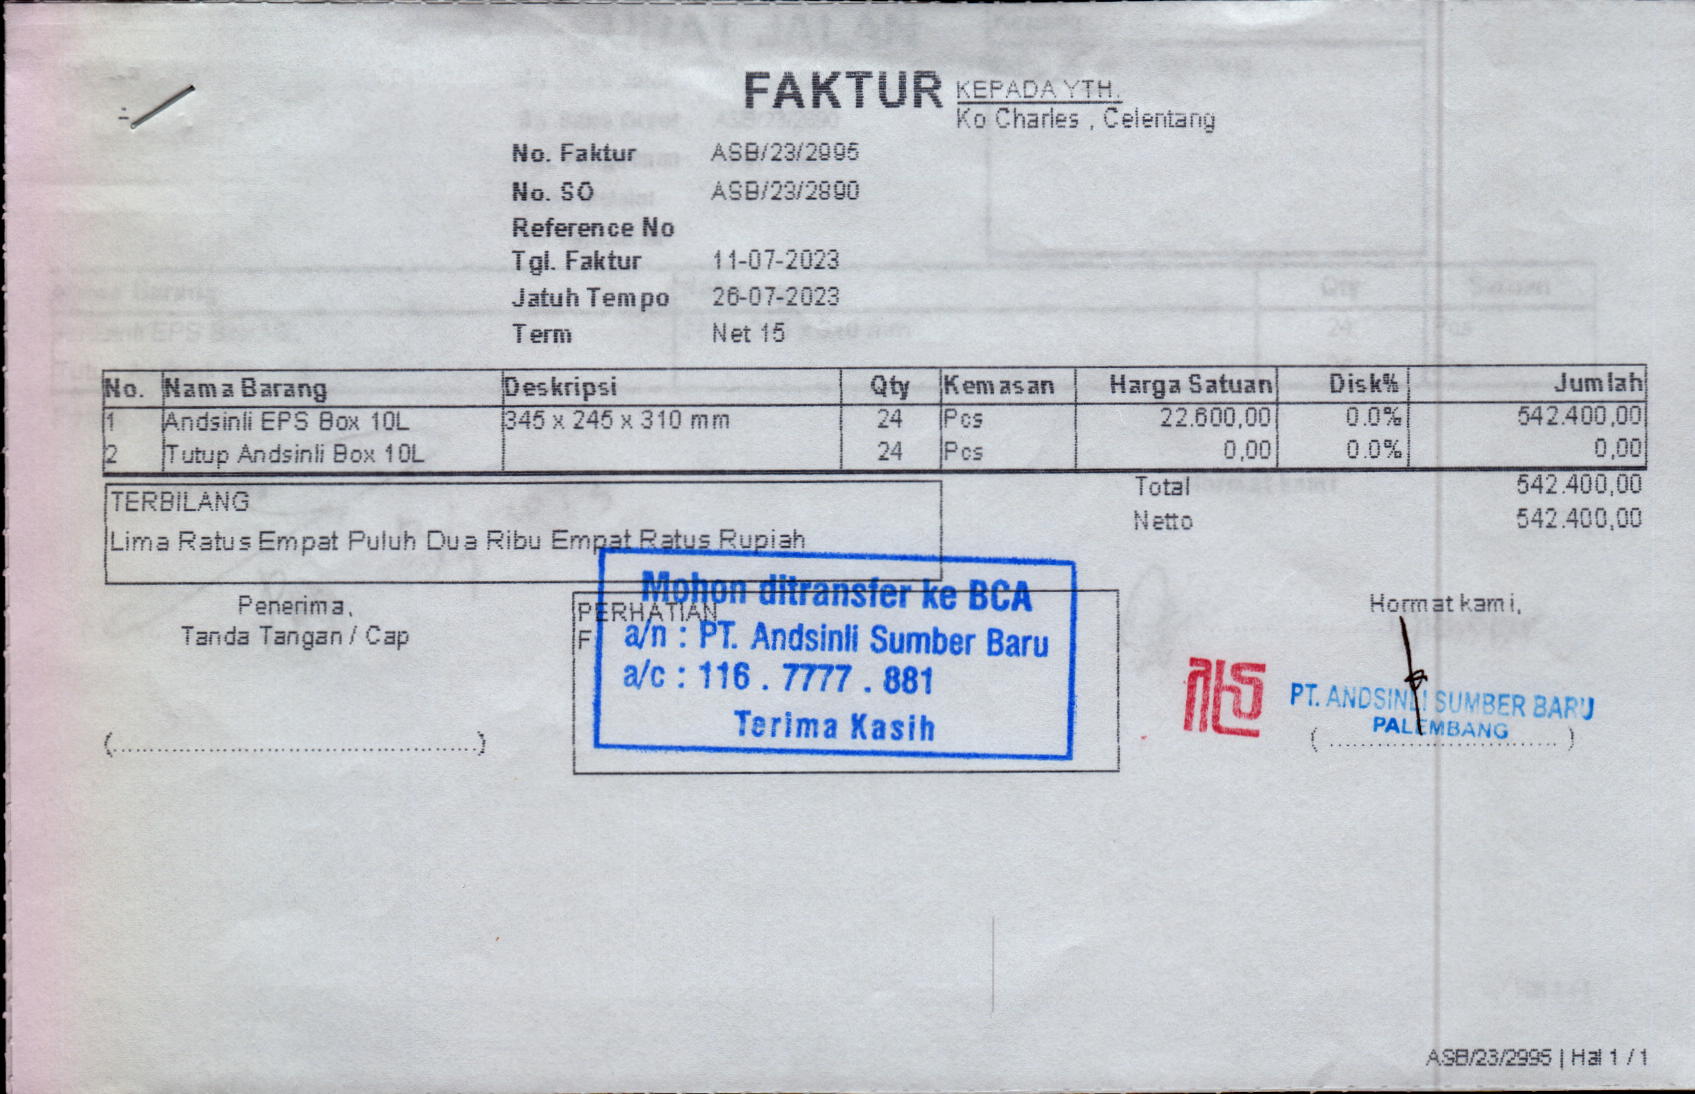 FAKTUR
KEPADA YTH.
Ko Charles , Celentang
No. Faktur ASB/23/2995
No. SO ASB/23/2890
Reference No
Tgl. Faktur 11-07-2023
Jatuh Tempo 26-07-2023
Term Net 15
No. Nama Barang Deskripsi Qty Kemasan Harga Satuan Disk% Jumlah
1 Andsinli EPS Box 10L 345 x 245 x 310 mm 24 Pcs 22.600,00 0.0% 542.400,00
2 Tutup Andsinli Box 10L 24 Pcs 0,00 0.0% 0,00
Total 542.400,00
Netto 542.400,00
TERBILANG
Lima Ratus Empat Puluh Dua Ribu Empat Ratus Rupiah
Penerima,
Tanda Tangan / Cap
(..........................................................)
PERHATIAN
F
Mohon ditransfer ke BCA
a/n : PT. Andsinli Sumber Baru
a/c : 116 . 7777 . 881
Terima Kasih
Hormat kami,
PT. ANDSINLI SUMBER BARU
PALEMBANG
(....................................)
ASB/23/2995 | Hal 1 / 1